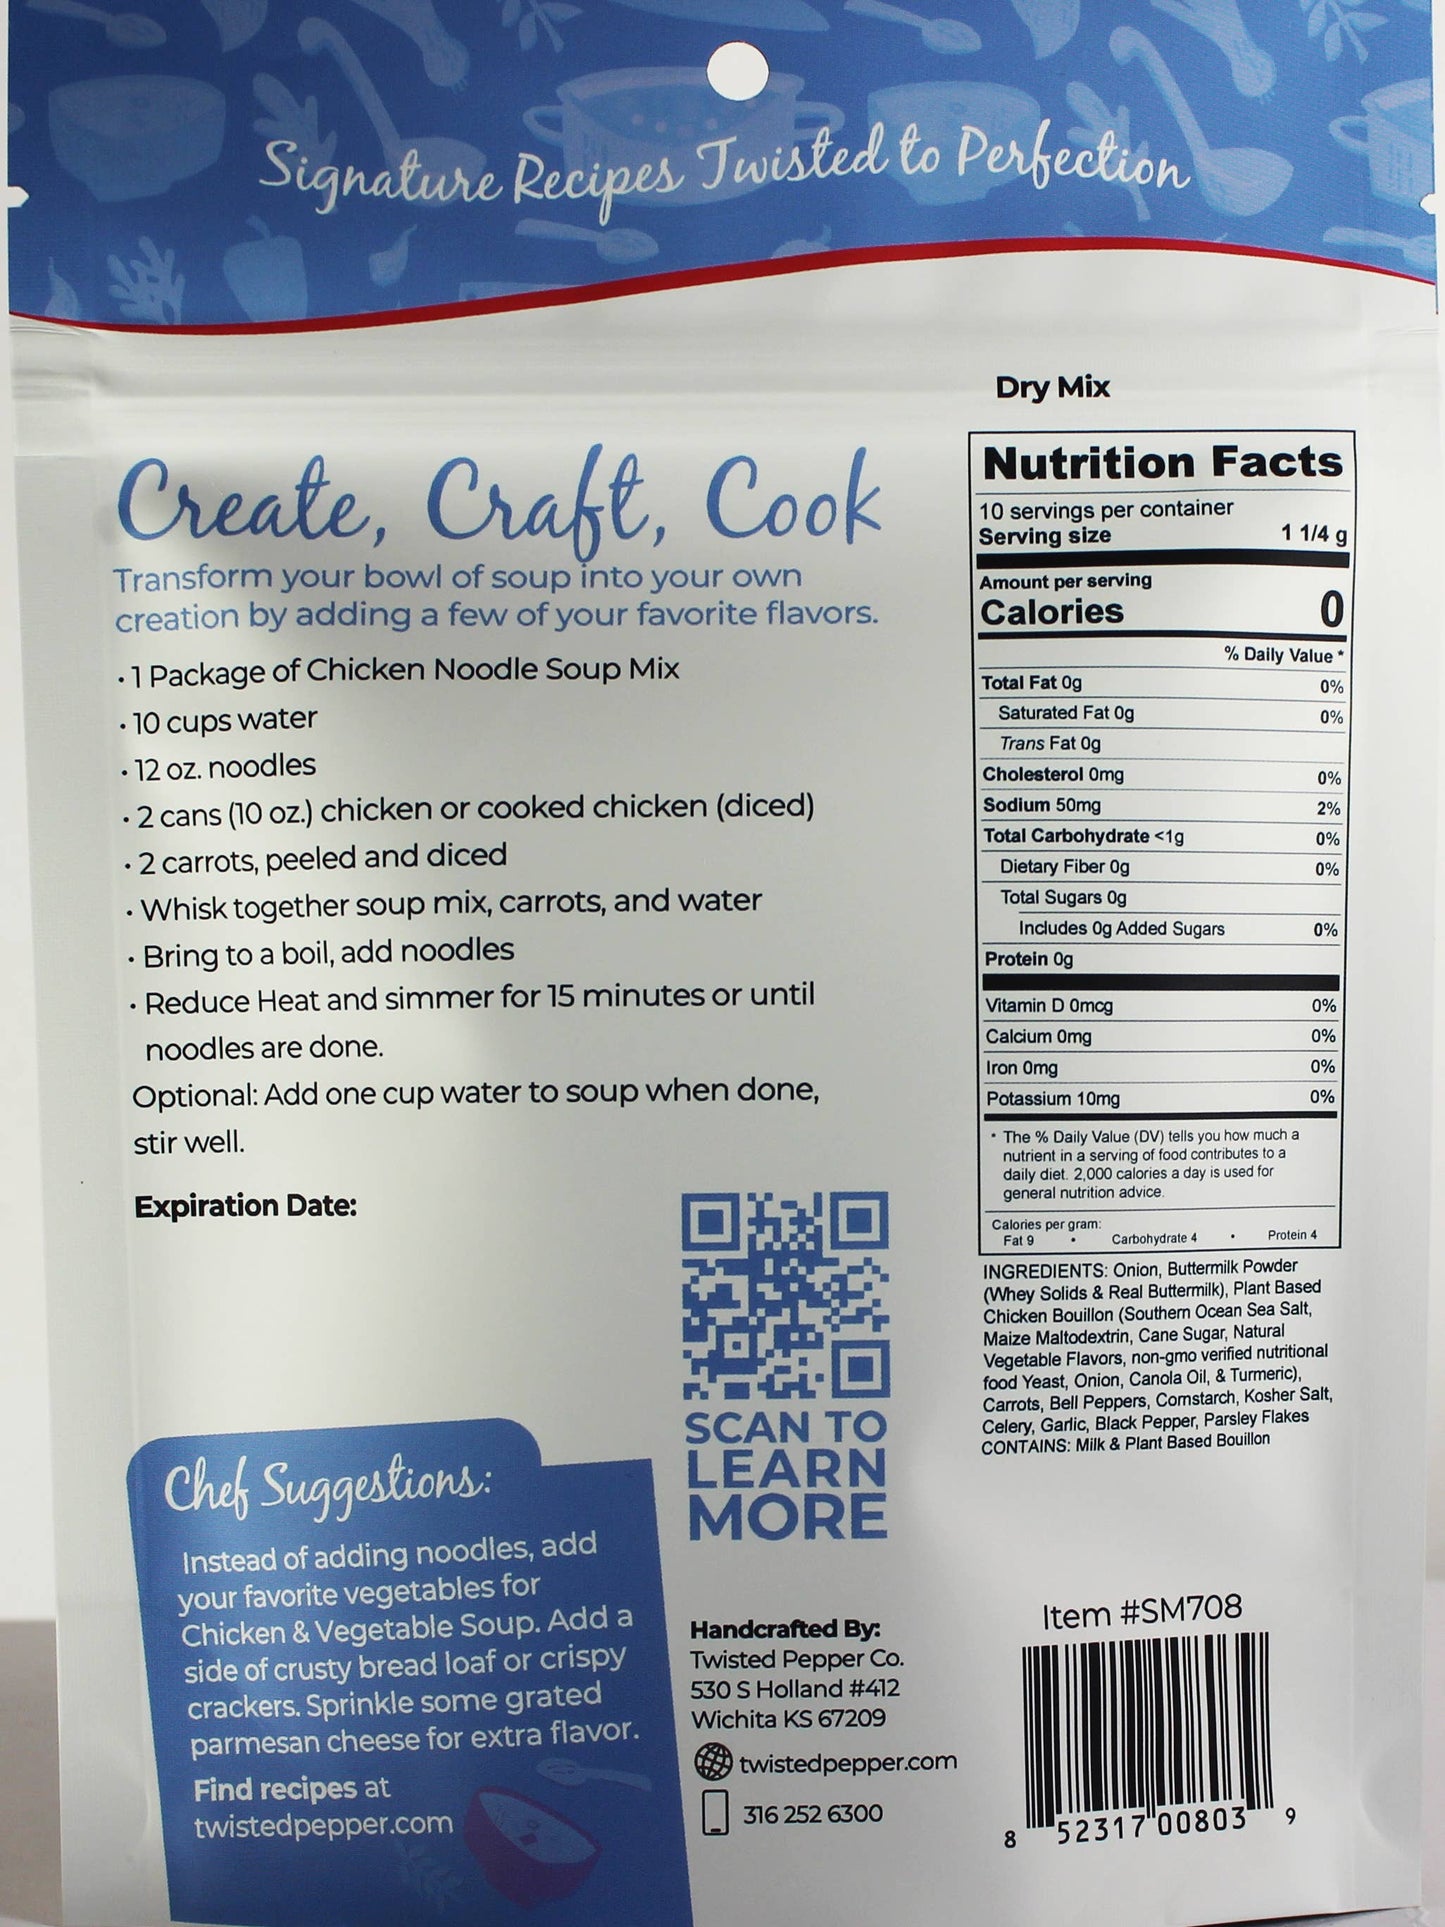 Signature Recipes Twisted to Perfection
Create, Craft, Cook
Transform your bowl of soup into your own
creation by adding a few of your favorite flavors.
• 1 Package of Chicken Noodle Soup Mix
• 10 cups water
• 12 oz. noodles
• 2 cans (10 oz.) chicken or cooked chicken (diced)
• 2 carrots, peeled and diced
• Whisk together soup mix, carrots, and water
• Bring to a boil, add noodles
• Reduce Heat and simmer for 15 minutes or until
noodles are done.
Optional: Add one cup water to soup when done,
stir well.
Expiration Date:
SCAN TO
LEARN
MORE
Chef Suggestions:
Instead of adding noodles, add
your favorite vegetables for
Chicken & Vegetable Soup. Add a
side of crusty bread loaf or crispy
crackers. Sprinkle some grated
parmesan cheese for extra flavor.
Find recipes at
twistedpepper.com
Handcrafted By:
Twisted Pepper Co.
530 S Holland #412
Wichita KS 67209
twistedpepper.com
316 252 6300
Dry Mix
Nutrition Facts
10 servings per container
Serving size 1 1/4 g
Amount per serving
Calories 0
% Daily Value *
Total Fat 0g 0%
Saturated Fat 0g 0%
Trans Fat 0g
Cholesterol 0mg 0%
Sodium 50mg 2%
Total Carbohydrate <1g 0%
Dietary Fiber 0g 0%
Total Sugars 0g
Includes 0g Added Sugars 0%
Protein 0g
Vitamin D 0mcg 0%
Calcium 0mg 0%
Iron 0mg 0%
Potassium 10mg 0%
* The % Daily Value (DV) tells you how much a
nutrient in a serving of food contributes to a
daily diet. 2,000 calories a day is used for
general nutrition advice.
Calories per gram:
Fat 9 • Carbohydrate 4 • Protein 4
INGREDIENTS: Onion, Buttermilk Powder
(Whey Solids & Real Buttermilk), Plant Based
Chicken Bouillon (Southern Ocean Sea Salt,
Maize Maltodextrin, Cane Sugar, Natural
Vegetable Flavors, non-gmo verified nutritional
food Yeast, Onion, Canola Oil, & Turmeric),
Carrots, Bell Peppers, Cornstarch, Kosher Salt,
Celery, Garlic, Black Pepper, Parsley Flakes
CONTAINS: Milk & Plant Based Bouillon
Item #SM708
8 52317 00803 9